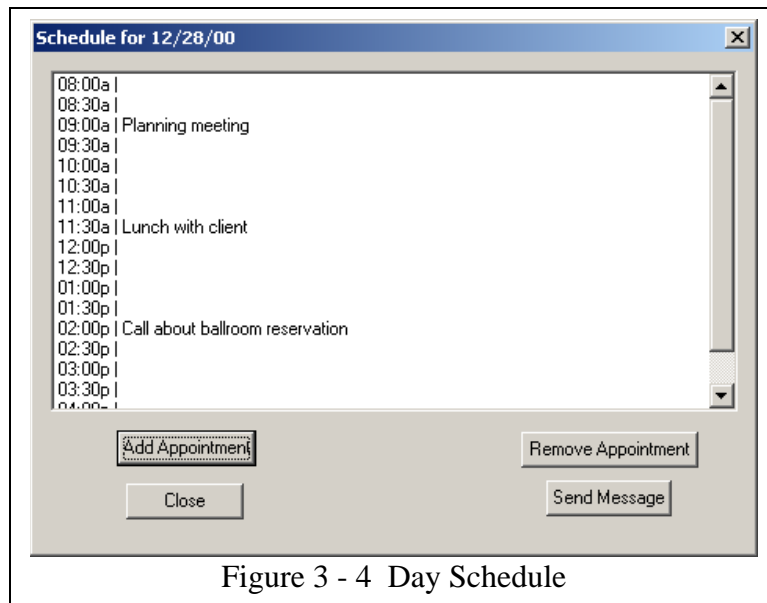 Schedule for 12/28/00
08:00a |
08:30a |
09:00a | Planning meeting
09:30a |
10:00a |
10:30a |
11:00a |
11:30a | Lunch with client
12:00p |
12:30p |
01:00p |
01:30p |
02:00p | Call about ballroom reservation
02:30p |
03:00p |
03:30p |
Add Appointment
Remove Appointment
Close
Send Message
Figure 3 - 4 Day Schedule